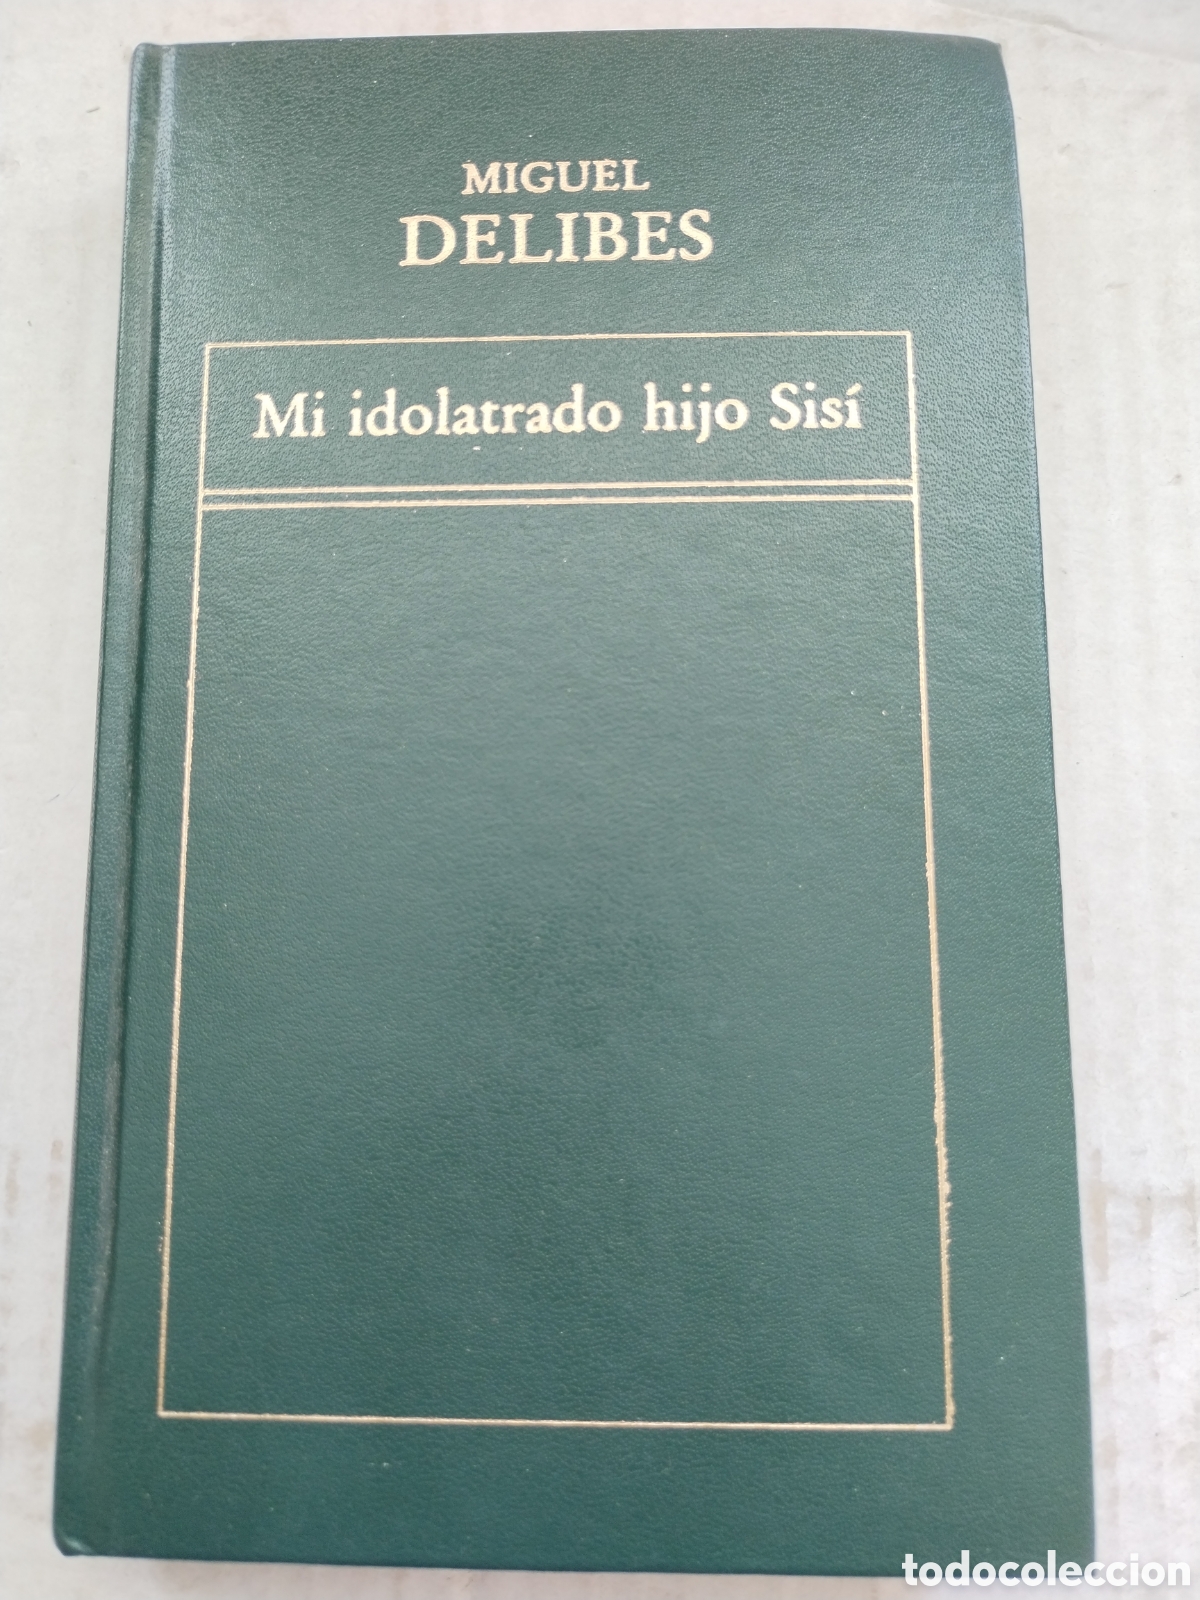 MIGUEL
DELIBES
Mi idolatrado hijo Sisí
todocoleccion